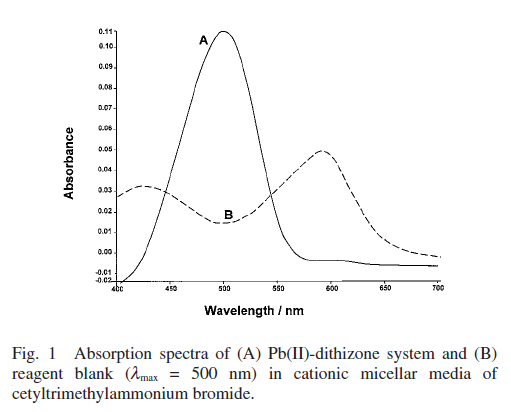 0.11
0.10
0.09
0.08
0.07
0.06
0.05
0.04
0.03
0.02
0.01
0.00
-0.01
-0.02
Absorbance
A
B
400 450 500 550 600 650 700
Wavelength / nm
Fig. 1 Absorption spectra of (A) Pb(II)-dithizone system and (B)
reagent blank (λmax = 500 nm) in cationic micellar media of
cetyltrimethylammonium bromide.